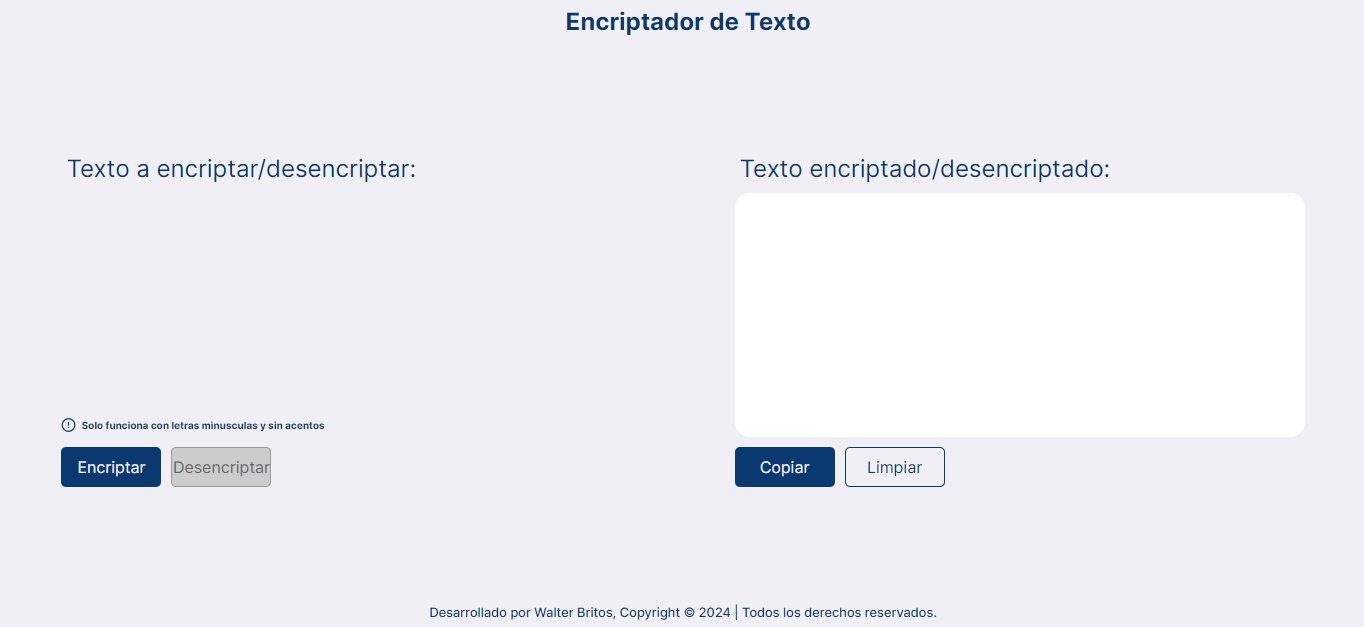 Encriptador de Texto
Texto a encriptar/desencriptar:
Texto encriptado/desencriptado:
Solo funciona con letras minusculas y sin acentos
Encriptar
Desencriptar
Copiar
Limpiar
Desarrollado por Walter Britos, Copyright © 2024 | Todos los derechos reservados.